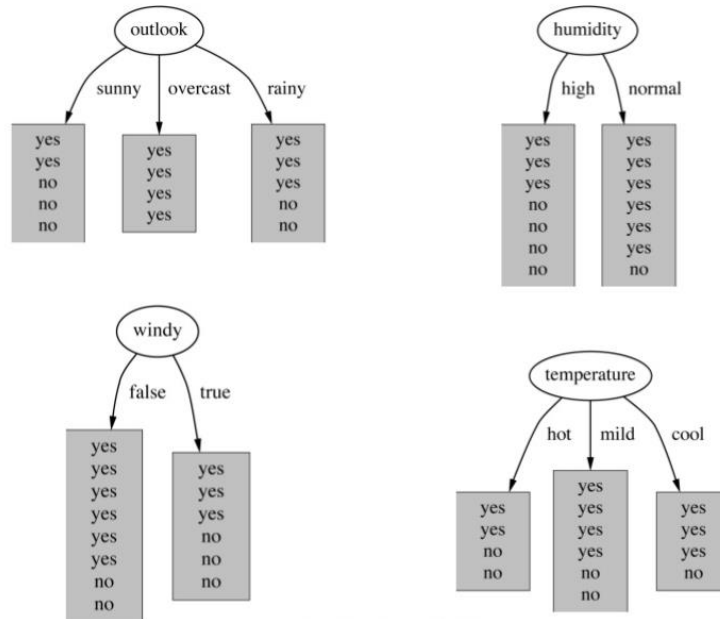 outlook
sunny overcast rainy
yes
yes
no
no
no
yes
yes
yes
yes
yes
yes
yes
no
no
humidity
high normal
yes
yes
yes
no
no
no
no
yes
yes
yes
yes
yes
yes
no
windy
false true
yes
yes
yes
yes
yes
yes
no
no
yes
yes
yes
no
no
no
temperature
hot mild cool
yes
yes
no
no
yes
yes
yes
yes
no
no
yes
yes
yes
no